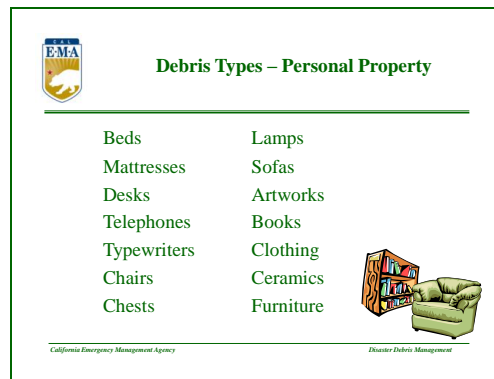 CAL
E·M·A
Debris Types – Personal Property
Beds
Mattresses
Desks
Telephones
Typewriters
Chairs
Chests
Lamps
Sofas
Artworks
Books
Clothing
Ceramics
Furniture
California Emergency Management Agency
Disaster Debris Management